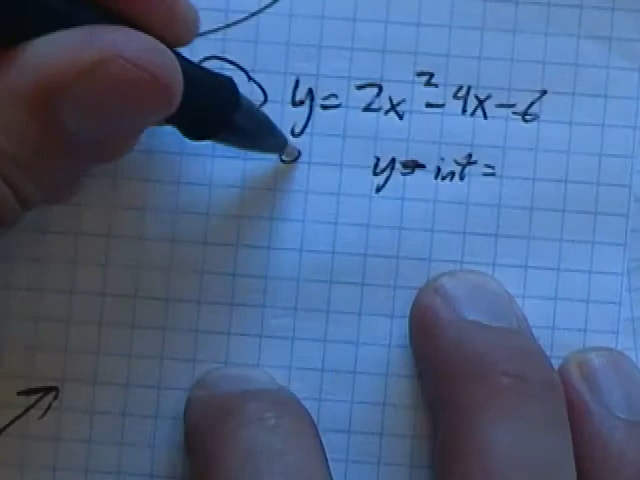 y = 2x² - 4x - 6
y - int =